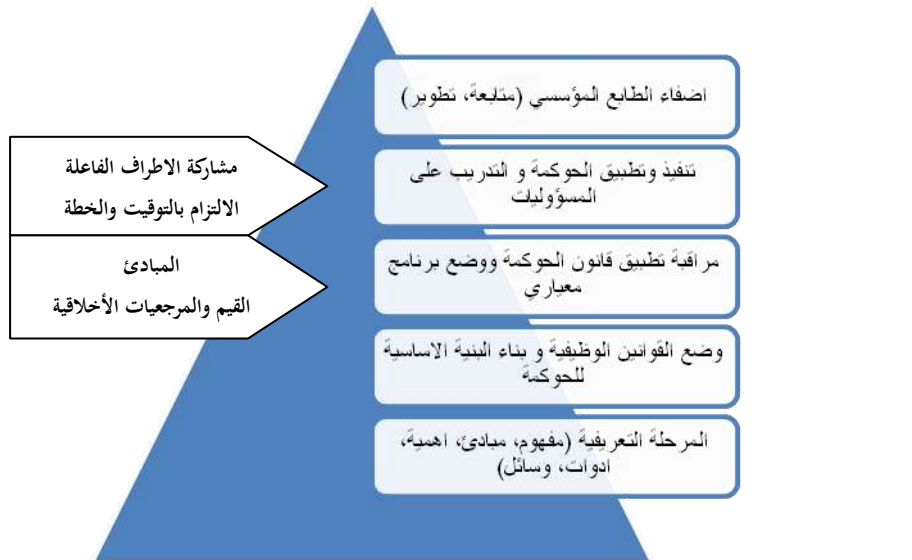 اضفاء الطابع المؤسسي (متابعة، تطوير)
تنفيذ وتطبيق الحوكمة و التدريب على
المسؤوليات
مراقبة تطبيق قانون الحوكمة ووضع برنامج
معياري
وضع القوانين الوظيفية و بناء البنية الاساسية
للحوكمة
المرحلة التعريفية (مفهوم، مبادئ، اهمية،
ادوات، وسائل)
مشاركة الاطراف الفاعلة
الالتزام بالتوقيت والخطة
المبادئ
القيم والمرجعيات الأخلاقية